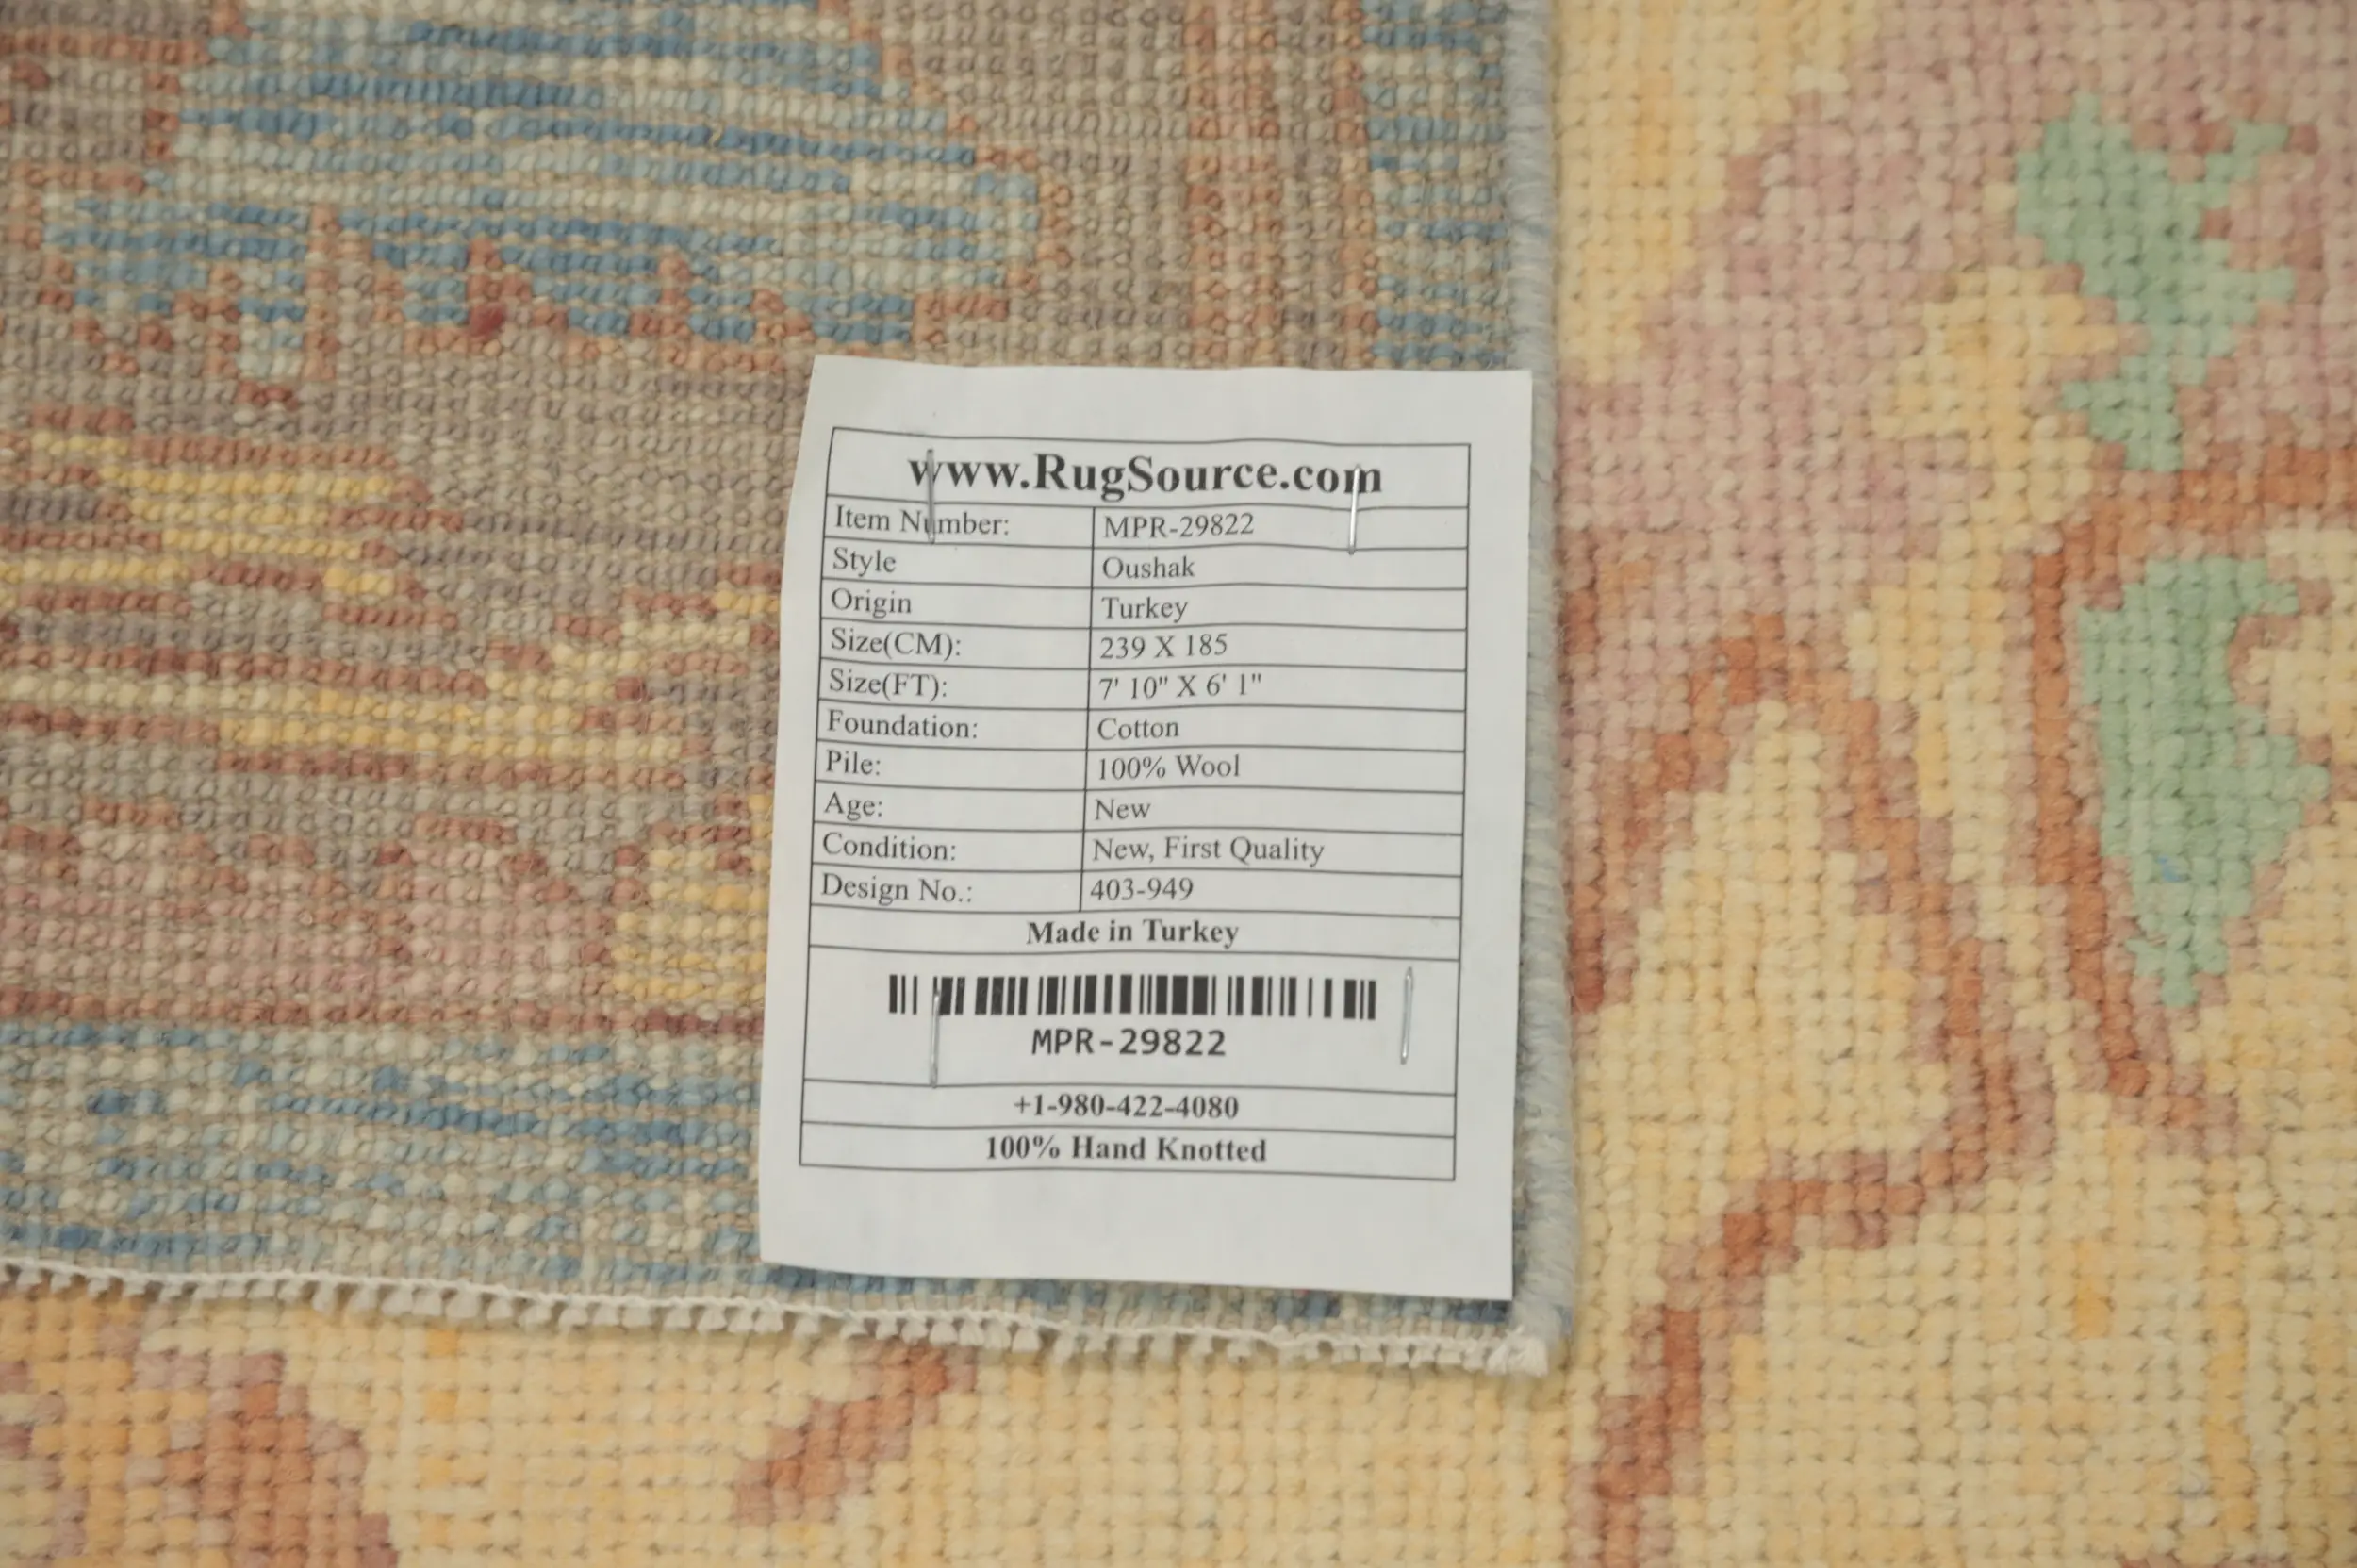 www.RugSource.com
Item Number: MPR-29822
Style Oushak
Origin Turkey
Size(CM): 239 X 185
Size(FT): 7' 10" X 6' 1"
Foundation: Cotton
Pile: 100% Wool
Age: New
Condition: New, First Quality
Design No.: 403-949
Made in Turkey
MPR-29822
+1-980-422-4080
100% Hand Knotted